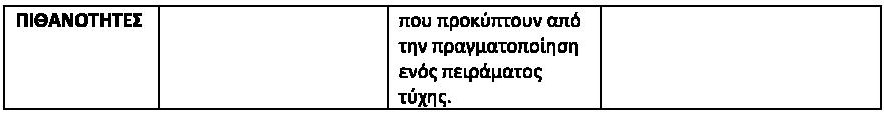 ΠΙΘΑΝΟΤΗΤΕΣ
που προκύπτουν από
την πραγματοποίηση
ενός πειράματος
τύχης.